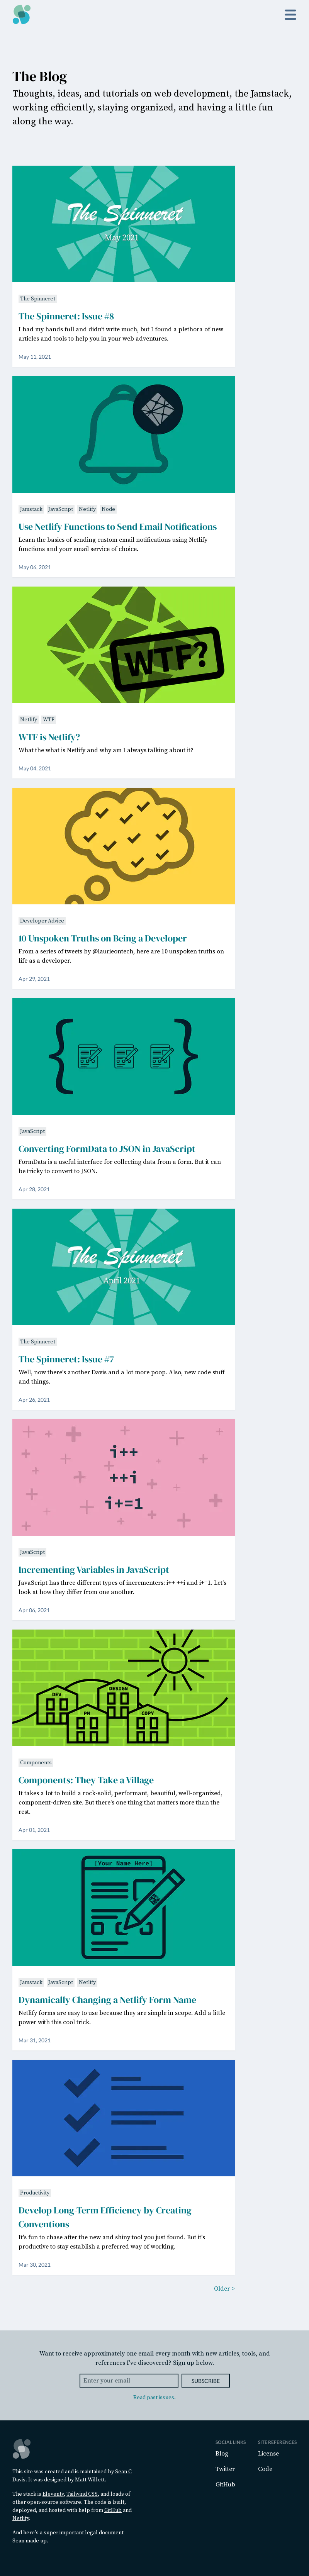 The Blog
Thoughts, ideas, and tutorials on web development, the Jamstack,
working efficiently, staying organized, and having a little fun
along the way.
The Spinneret
May 2021
The Spinneret
The Spinneret: Issue #8
I had my hands full and didn't write much, but I found a plethora of new
articles and tools to help you in your web adventures.
May 11, 2021
Jamstack JavaScript Netlify Node
Use Netlify Functions to Send Email Notifications
Learn the basics of sending custom email notifications using Netlify
functions and your email service of choice.
May 06, 2021
WTF?
Netlify WTF
WTF is Netlify?
What the what is Netlify and why am I always talking about it?
May 04, 2021
Developer Advice
10 Unspoken Truths on Being a Developer
From a series of tweets by @laurieontech, here are 10 unspoken truths on
life as a developer.
Apr 29, 2021
{ }
JavaScript
Converting FormData to JSON in JavaScript
FormData is a useful interface for collecting data from a form. But it can
be tricky to convert to JSON.
Apr 28, 2021
The Spinneret
April 2021
The Spinneret
The Spinneret: Issue #7
Well, now there's another Davis and a lot more poop. Also, new code stuff
and things.
Apr 26, 2021
i++
++i
i+=1
JavaScript
Incrementing Variables in JavaScript
JavaScript has three different types of incrementers: i++ ++i and i+=1. Let's
look at how they differ from one another.
Apr 06, 2021
DEV
PM
DESIGN
COPY
Components
Components: They Take a Village
It takes a lot to build a rock-solid, performant, beautiful, well-organized,
component-driven site. But there's one thing that matters more than the
rest.
Apr 01, 2021
[Your Name Here]
Jamstack JavaScript Netlify
Dynamically Changing a Netlify Form Name
Netlify forms are easy to use because they are simple in scope. Add a little
power with this cool trick.
Mar 31, 2021
Productivity
Develop Long-Term Efficiency by Creating
Conventions
It's fun to chase after the new and shiny tool you just found. But it's
productive to stay establish a preferred way of working.
Mar 30, 2021
Older >
Want to receive approximately one email every month with new articles, tools, and
references I've discovered? Sign up below.
Enter your email SUBSCRIBE
Read past issues.
This site was created and is maintained by Sean C
Davis. It was designed by Matt Willett.
The stack is Eleventy, Tailwind CSS, and loads of
other open-source software. The code is built,
deployed, and hosted with help from GitHub and
Netlify.
And here's a super important legal document
Sean made up.
SOCIAL LINKS
Blog
Twitter
GitHub
SITE REFERENCES
License
Code